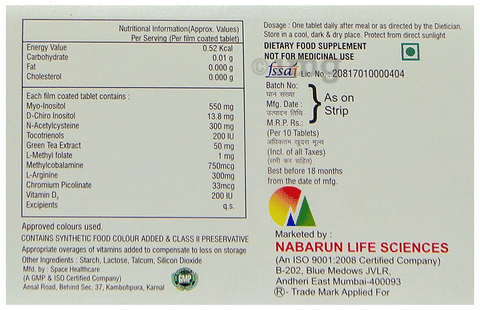 Nutritional Information(Approx. Values)
Per Serving (Per film coated tablet)
Energy Value 0.52 Kcal
Carbohydrate 0.01 g
Fat 0.000 g
Cholesterol 0.000 g
Each film coated tablet contains :
Myo-Inositol 550 mg
D-Chiro Inositol 13.8 mg
N-Acetylcysteine 300 mg
Tocotrienols 200 IU
Green Tea Extract 50 mg
L-Methyl folate 1 mg
Methylcobalamine 750mcg
L-Arginine 300mg
Chromium Picolinate 33mcg
Vitamin D3 200 IU
Excipients q.s.
Approved colours used.
CONTAINS SYNTHETIC FOOD COLOUR ADDED & CLASS II PRESERVATIVE
Appropriate overages of vitamins added to compensate to loss on storage
Other Ingredients : Starch, Lactose, Talcum, Silicon Dioxide
Mfd. by : Space Healthcare
(A GMP & ISO Certified Company)
Ansal Road, Behind Sec. 37, Kambohpura, Karnal
GMP
Dosage : One tablet daily after meal or as directed by the Dietician.
Store in a cool, dark & dry place. Protect from direct sunlight
DIETARY FOOD SUPPLEMENT
NOT FOR MEDICINAL USE
fssai Lic. No. 20817010000404
Batch No:
घान संख्या
Mfg. Date :
उत्पादन तिथि
M.R.P. Rs.:
As on
Strip
(Per 10 Tablets)
अधिकतम खुदरा मूल्य
(Incl. of all Taxes)
(सभी कर सहित)
Best before 18 months
from the date of mfg.
Marketed by :
NABARUN LIFE SCIENCES
(An ISO 9001:2008 Certified Company)
B-202, Blue Medows JVLR,
Andheri East Mumbai-400093
®- Trade Mark Applied For